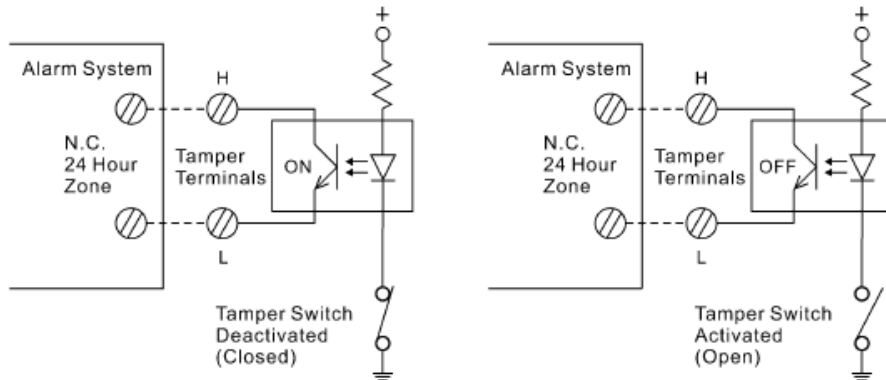 +
Alarm System
H
N.C.
24 Hour
Zone
Tamper
Terminals
ON
L
Tamper Switch
Deactivated
(Closed)
+
Alarm System
H
N.C.
24 Hour
Zone
Tamper
Terminals
OFF
L
Tamper Switch
Activated
(Open)